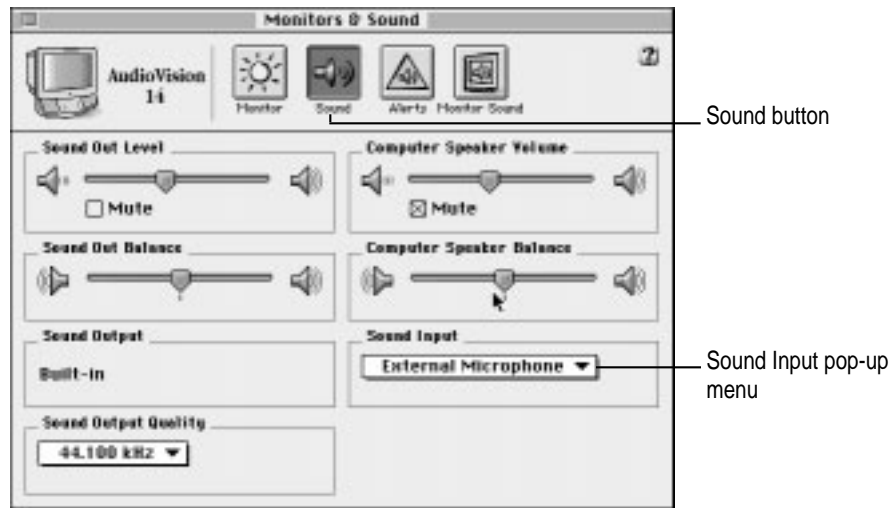 Monitors & Sound
AudioVision
14
Monitor
Sound
Alerts
Monitor Sound
?
Sound button
Sound Out Level
Computer Speaker Volume
Mute
Mute
Sound Out Balance
Computer Speaker Balance
Sound Output
Built-in
Sound Input
External Microphone
Sound Input pop-up
menu
Sound Output Quality
44.100 kHz